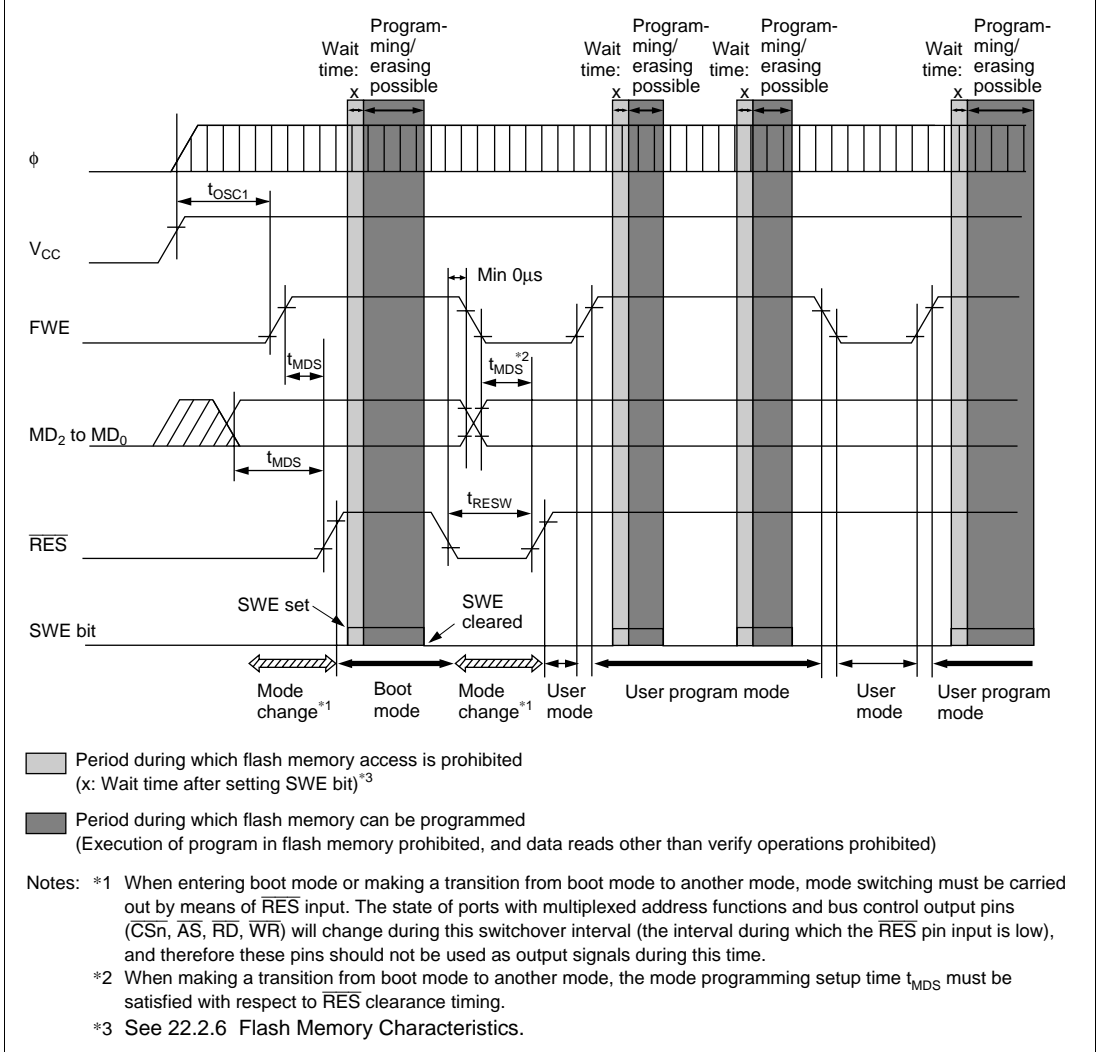 Wait time: x
Program-ming/ erasing possible
Wait time: x
Program-ming/ erasing possible
Wait time: x
Program-ming/ erasing possible
Wait time: x
Program-ming/ erasing possible
ϕ
tOSC1
VCC
Min 0µs
FWE
tMDS
tMDS*2
MD2 to MD0
tMDS
tRESW
RES
SWE set
SWE cleared
SWE bit
Mode change*1
Boot mode
Mode change*1
User mode
User program mode
User mode
User program mode
Period during which flash memory access is prohibited
(x: Wait time after setting SWE bit)*3
Period during which flash memory can be programmed
(Execution of program in flash memory prohibited, and data reads other than verify operations prohibited)
Notes: *1 When entering boot mode or making a transition from boot mode to another mode, mode switching must be carried
out by means of RES input. The state of ports with multiplexed address functions and bus control output pins
(CSn, AS, RD, WR) will change during this switchover interval (the interval during which the RES pin input is low),
and therefore these pins should not be used as output signals during this time.
*2 When making a transition from boot mode to another mode, the mode programming setup time tMDS must be
satisfied with respect to RES clearance timing.
*3 See 22.2.6 Flash Memory Characteristics.